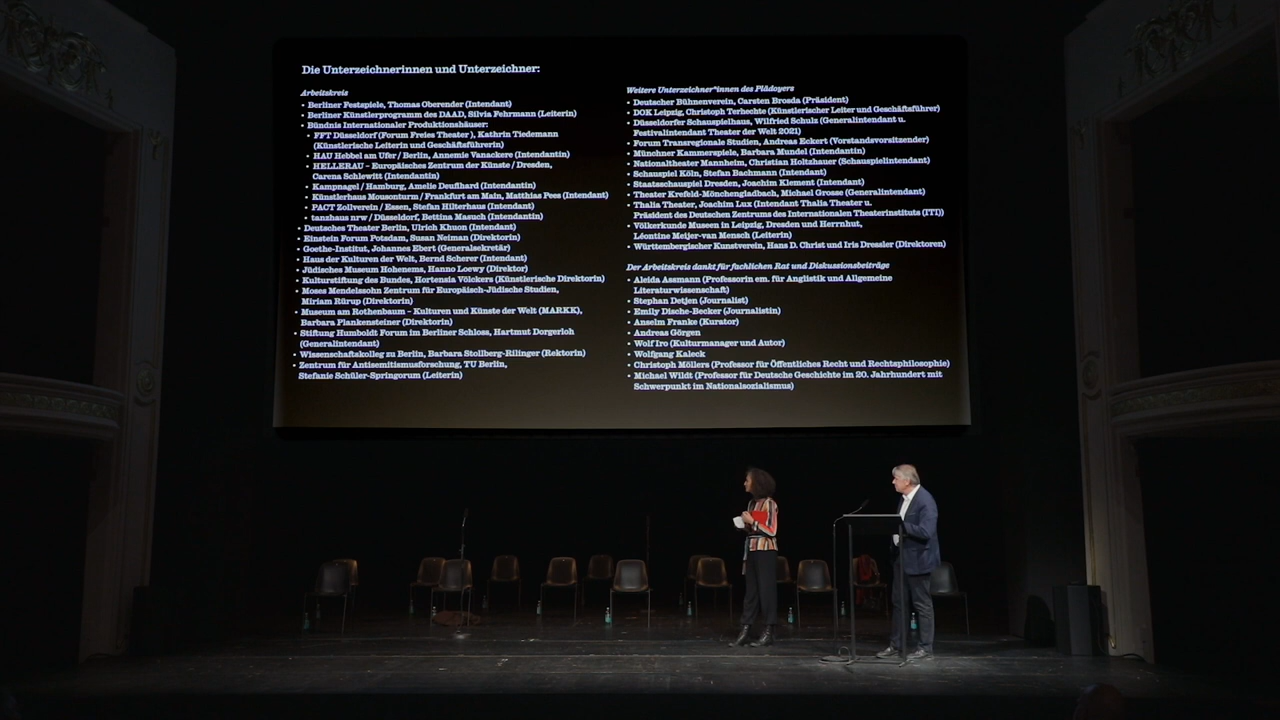 Die Unterzeichnerinnen und Unterzeichner:
Arbeitskreis
• Berliner Festspiele, Thomas Oberender (Intendant)
• Berliner Künstlerprogramm des DAAD, Silvia Fehrmann (Leiterin)
• Bündnis Internationaler Produktionshäuser:
– FFT Düsseldorf (Forum Freies Theater ), Kathrin Tiedemann
(Künstlerische Leiterin und Geschäftsführerin)
• HAU Hebbel am Ufer / Berlin, Annemie Vanackere (Intendantin)
• HELLERAU – Europäisches Zentrum der Künste / Dresden,
Carena Schlewitt (Intendantin)
• Kampnagel / Hamburg, Amelie Deuflhard (Intendantin)
• Künstlerhaus Mousonturm / Frankfurt am Main, Matthias Pees (Intendant)
• PACT Zollverein / Essen, Stefan Hilterhaus (Intendant)
• tanzhaus nrw / Düsseldorf, Bettina Masuch (Intendantin)
• Deutsches Theater Berlin, Ulrich Khuon (Intendant)
• Einstein Forum Potsdam, Susan Neiman (Direktorin)
• Goethe-Institut, Johannes Ebert (Generalsekretär)
• Haus der Kulturen der Welt, Bernd Scherer (Intendant)
• Jüdisches Museum Hohenems, Hanno Loewy (Direktor)
• Kulturstiftung des Bundes, Hortensia Völckers (Künstlerische Direktorin)
• Moses Mendelssohn Zentrum für Europäisch-Jüdische Studien,
Miriam Rürup (Direktorin)
• Museum am Rothenbaum – Kulturen und Künste der Welt (MARKK),
Barbara Plankensteiner (Direktorin)
• Stiftung Humboldt Forum im Berliner Schloss, Hartmut Dorgerloh
(Generalintendant)
• Wissenschaftskolleg zu Berlin, Barbara Stollberg-Rilinger (Rektorin)
• Zentrum für Antisemitismusforschung, TU Berlin,
Stefanie Schüler-Springorum (Leiterin)
Weitere Unterzeichner*innen des Plädoyers
• Deutscher Bühnenverein, Carsten Brosda (Präsident)
• DOK Leipzig, Christoph Terhechte (Künstlerischer Leiter und Geschäftsführer)
• Düsseldorfer Schauspielhaus, Wilfried Schulz (Generalintendant u.
Festivalintendant Theater der Welt 2021)
• Forum Transregionale Studien, Andreas Eckert (Vorstandsvorsitzender)
• Münchner Kammerspiele, Barbara Mundel (Intendantin)
• Nationaltheater Mannheim, Christian Holtzhauer (Schauspielintendant)
• Schauspiel Köln, Stefan Bachmann (Intendant)
• Staatsschauspiel Dresden, Joachim Klement (Intendant)
• Theater Krefeld-Mönchengladbach, Michael Grosse (Generalintendant)
• Thalia Theater, Joachim Lux (Intendant Thalia Theater u.
Präsident des Deutschen Zentrums des Internationalen Theaterinstituts (ITI))
• Völkerkunde Museen in Leipzig, Dresden und Herrnhut,
Léontine Meijer-van Mensch (Leiterin)
• Württembergischer Kunstverein, Hans D. Christ und Iris Dressler (Direktoren)
Der Arbeitskreis dankt für fachlichen Rat und Diskussionsbeiträge
• Aleida Assmann (Professorin em. für Anglistik und Allgemeine
Literaturwissenschaft)
• Stephan Detjen (Journalist)
• Emily Dische-Becker (Journalistin)
• Anselm Franke (Kurator)
• Andreas Görgen
• Wolf Iro (Kulturmanager und Autor)
• Wolfgang Kaleck
• Christoph Möllers (Professor für Öffentliches Recht und Rechtsphilosophie)
• Michael Wildt (Professor für Deutsche Geschichte im 20. Jahrhundert mit
Schwerpunkt im Nationalsozialismus)